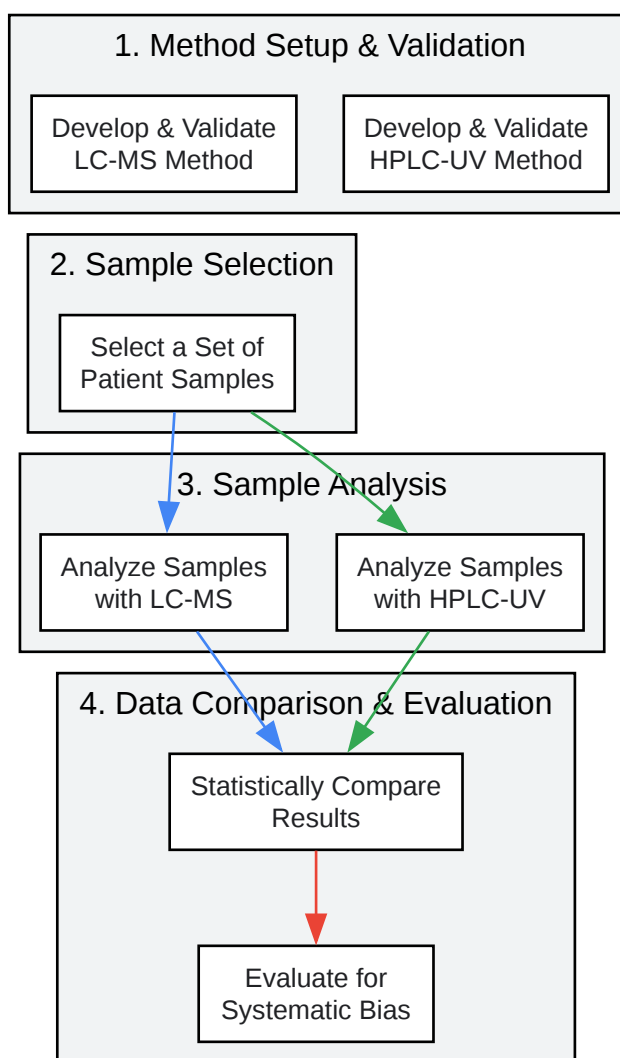 1. Method Setup & Validation
Develop & Validate
LC-MS Method
Develop & Validate
HPLC-UV Method
2. Sample Selection
Select a Set of
Patient Samples
3. Sample Analysis
Analyze Samples
with LC-MS
Analyze Samples
with HPLC-UV
4. Data Comparison & Evaluation
Statistically Compare
Results
Evaluate for
Systematic Bias